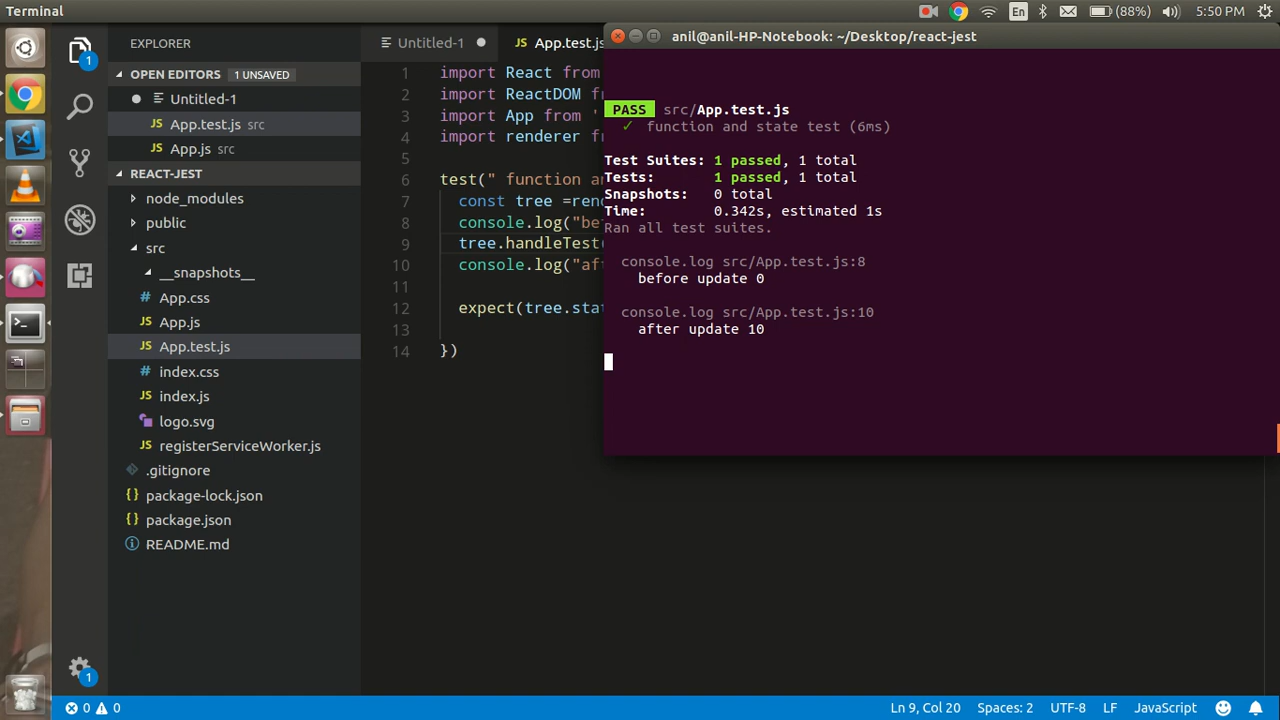 Terminal
En
(88%)
5:50 PM
EXPLORER
OPEN EDITORS
1 UNSAVED
Untitled-1
JS App.test.js src
JS App.js src
REACT-JEST
node_modules
public
src
__snapshots__
# App.css
JS App.js
JS App.test.js
# index.css
JS index.js
logo.svg
JS registerServiceWorker.js
.gitignore
{} package-lock.json
{} package.json
README.md
1
1
Untitled-1
JS App.test.js
1 import React from
2 import ReactDOM
3 import App from '
4 import renderer
5
6 test(" function
7 const tree =
8 console.log("
9 tree.handleTest(
10 console.log("
11
12 expect(tree.
13
14 })
anil@anil-HP-Notebook: ~/Desktop/react-jest
PASS src/App.test.js
✓ function and state test (6ms)
Test Suites: 1 passed, 1 total
Tests: 1 passed, 1 total
Snapshots: 0 total
Time: 0.342s, estimated 1s
Ran all test suites.
console.log src/App.test.js:8
before update 0
console.log src/App.test.js:10
after update 10
0 0
Ln 9, Col 20
Spaces: 2
UTF-8
LF
JavaScript